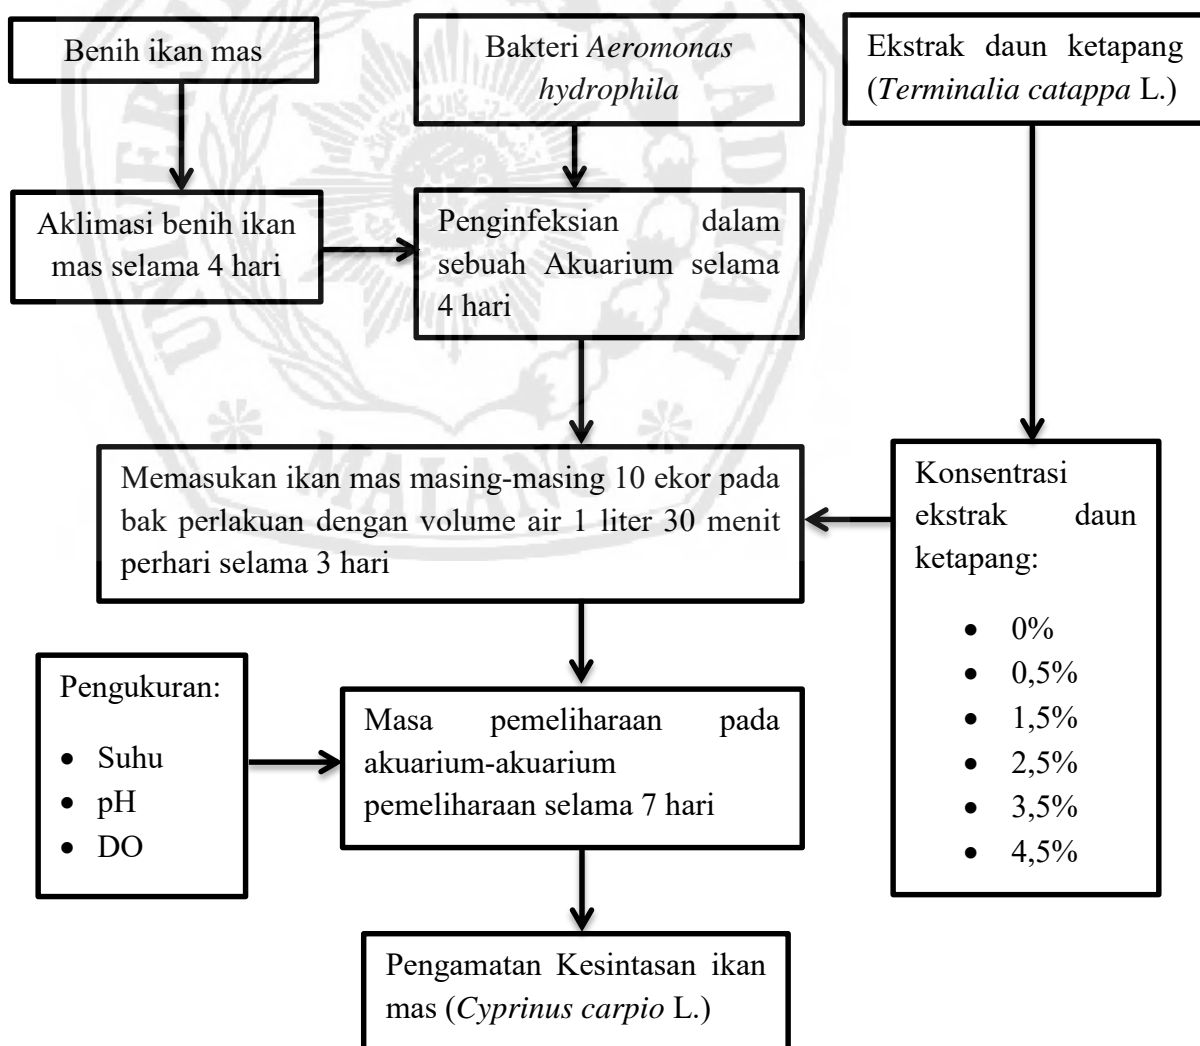 Benih ikan mas
Bakteri Aeromonas
hydrophila
Ekstrak daun ketapang
(Terminalia catappa L.)
Aklimasi benih ikan
mas selama 4 hari
Penginfeksian dalam
sebuah Akuarium selama
4 hari
Memasukan ikan mas masing-masing 10 ekor pada
bak perlakuan dengan volume air 1 liter 30 menit
perhari selama 3 hari
Konsentrasi
ekstrak daun
ketapang:
• 0%
• 0,5%
• 1,5%
• 2,5%
• 3,5%
• 4,5%
Pengukuran:
• Suhu
• pH
• DO
Masa pemeliharaan pada
akuarium-akuarium
pemeliharaan selama 7 hari
Pengamatan Kesintasan ikan
mas (Cyprinus carpio L.)
MALANG